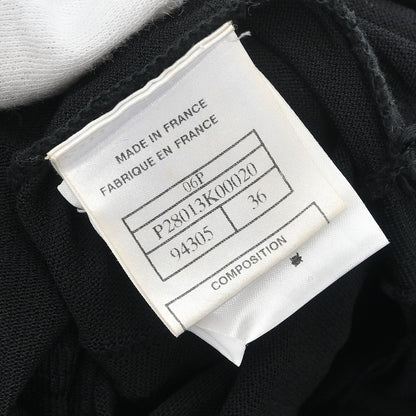 MADE IN FRANCE
FABRIQUE EN FRANCE
06P
P28013K00020
94305 36
COMPOSITION